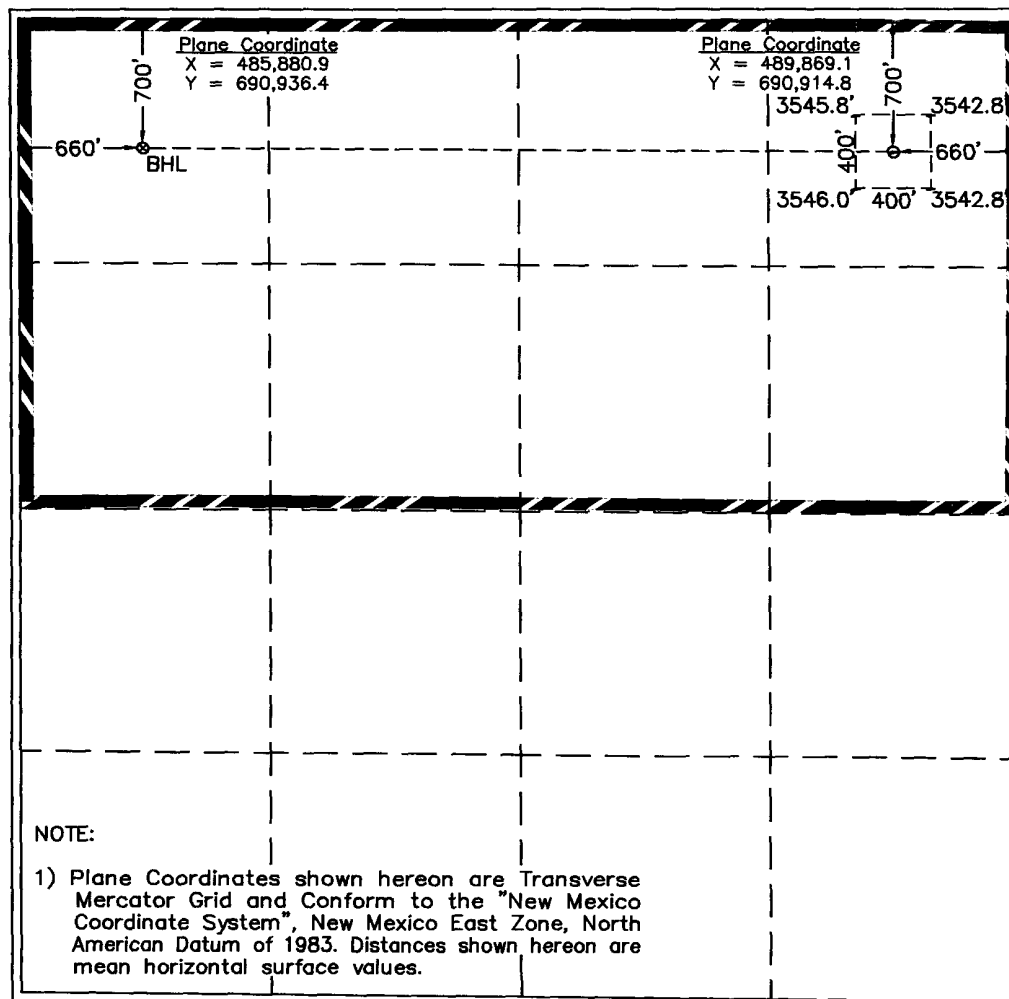 Plane Coordinate
X = 485,880.9
Y = 690,936.4
700'
660'
BHL
Plane Coordinate
X = 489,869.1
Y = 690,914.8
700'
3545.8'
3542.8'
400'
660'
3546.0'
400'
3542.8'
NOTE:
1) Plane Coordinates shown hereon are Transverse
Mercator Grid and Conform to the "New Mexico
Coordinate System", New Mexico East Zone, North
American Datum of 1983. Distances shown hereon are
mean horizontal surface values.